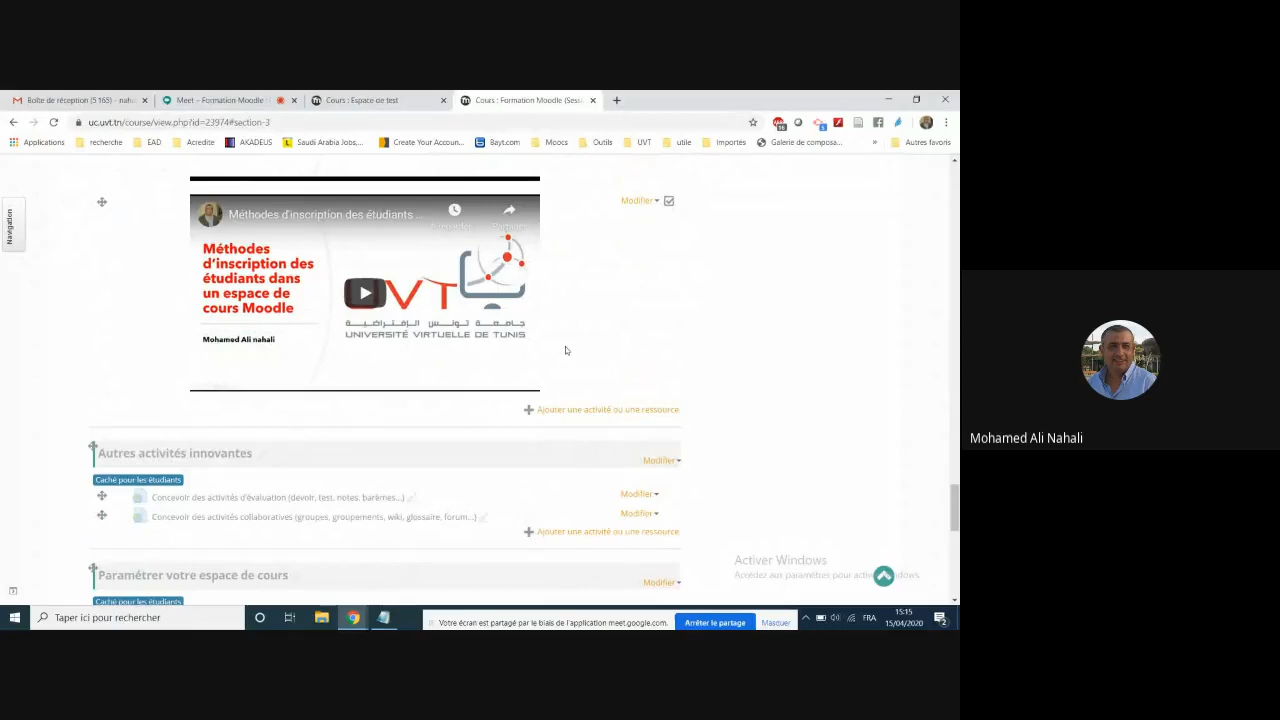 Boîte de réception (5 165) - naha
Meet – Formation Moodle
Cours : Espace de test
Cours : Formation Moodle (Sess
uc.uvt.tn/course/view.php?id=23974#section-3
Applications
recherche
EAD
Acredite
AKADEUS
Saudi Arabia Jobs,...
Create Your Accoun...
Bayt.com
Moocs
Outils
UVT
utile
Importés
Galerie de composa...
»
Autres favoris
Navigation
Modifier
Méthodes d'inscription des étudiants ...
À regarder
Partager
Méthodes
d'inscription des
étudiants dans
un espace de
cours Moodle
Mohamed Ali nahali
UVT
جامعة تونس الإفتراضية
UNIVERSITÉ VIRTUELLE DE TUNIS
Ajouter une activité ou une ressource
Autres activités innovantes
Modifier
Caché pour les étudiants
Concevoir des activités d'évaluation (devoir, test, notes, barèmes...)
Modifier
Concevoir des activités collaboratives (groupes, groupements, wiki, glossaire, forum...)
Modifier
Ajouter une activité ou une ressource
Paramétrer votre espace de cours
Modifier
Caché pour les étudiants
Activer Windows
Accédez aux paramètres pour activer Windows.
Taper ici pour rechercher
Votre écran est partagé par le biais de l'application meet.google.com.
Arrêter le partage
Masquer
FRA
15:15
15/04/2020
2
Mohamed Ali Nahali